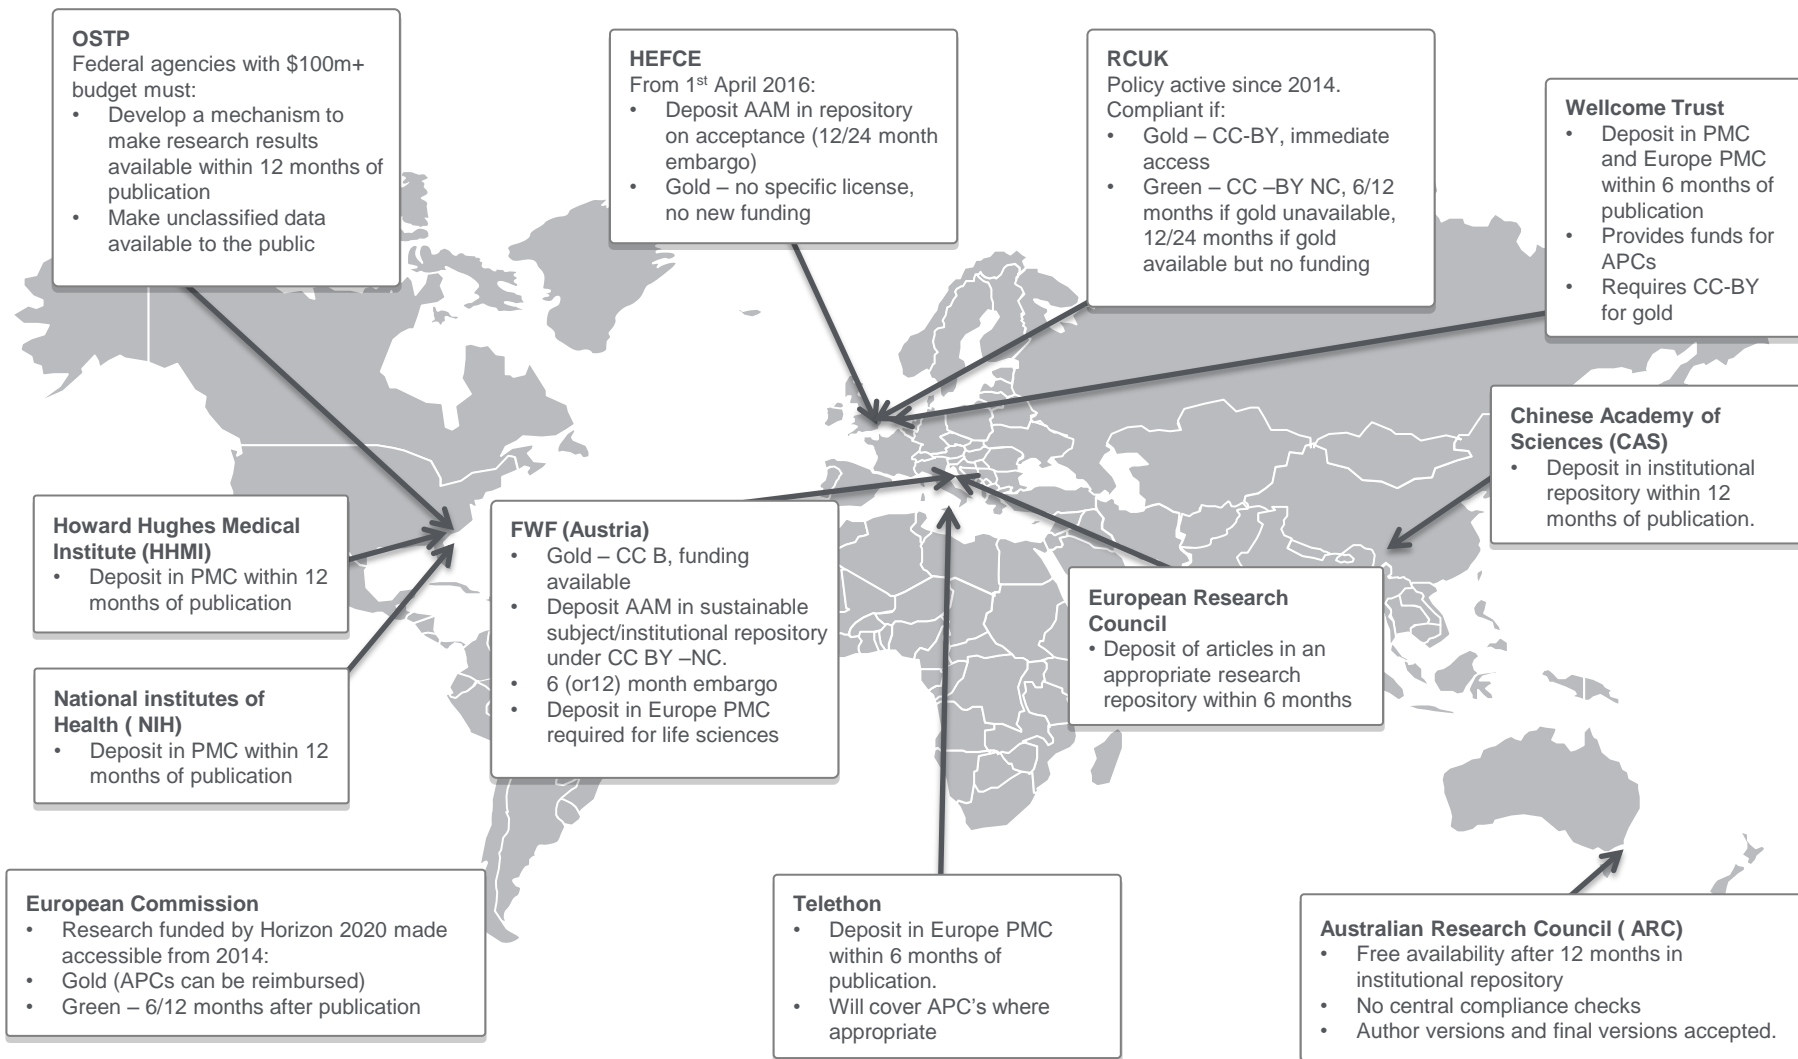 OSTP
Federal agencies with $100m+
budget must:
• Develop a mechanism to
make research results
available within 12 months of
publication
• Make unclassified data
available to the public
HEFCE
From 1st April 2016:
• Deposit AAM in repository
on acceptance (12/24 month
embargo)
• Gold – no specific license,
no new funding
RCUK
Policy active since 2014.
Compliant if:
• Gold – CC-BY, immediate
access
• Green – CC –BY NC, 6/12
months if gold unavailable,
12/24 months if gold
available but no funding
Wellcome Trust
• Deposit in PMC
and Europe PMC
within 6 months of
publication
• Provides funds for
APCs
• Requires CC-BY
for gold
Chinese Academy of
Sciences (CAS)
• Deposit in institutional
repository within 12
months of publication.
Howard Hughes Medical
Institute (HHMI)
• Deposit in PMC within 12
months of publication
FWF (Austria)
• Gold – CC B, funding
available
• Deposit AAM in sustainable
subject/institutional repository
under CC BY –NC.
• 6 (or12) month embargo
• Deposit in Europe PMC
required for life sciences
European Research
Council
• Deposit of articles in an
appropriate research
repository within 6 months
National institutes of
Health ( NIH)
• Deposit in PMC within 12
months of publication
European Commission
• Research funded by Horizon 2020 made
accessible from 2014:
• Gold (APCs can be reimbursed)
• Green – 6/12 months after publication
Telethon
• Deposit in Europe PMC
within 6 months of
publication.
• Will cover APC’s where
appropriate
Australian Research Council ( ARC)
• Free availability after 12 months in
institutional repository
• No central compliance checks
• Author versions and final versions accepted.